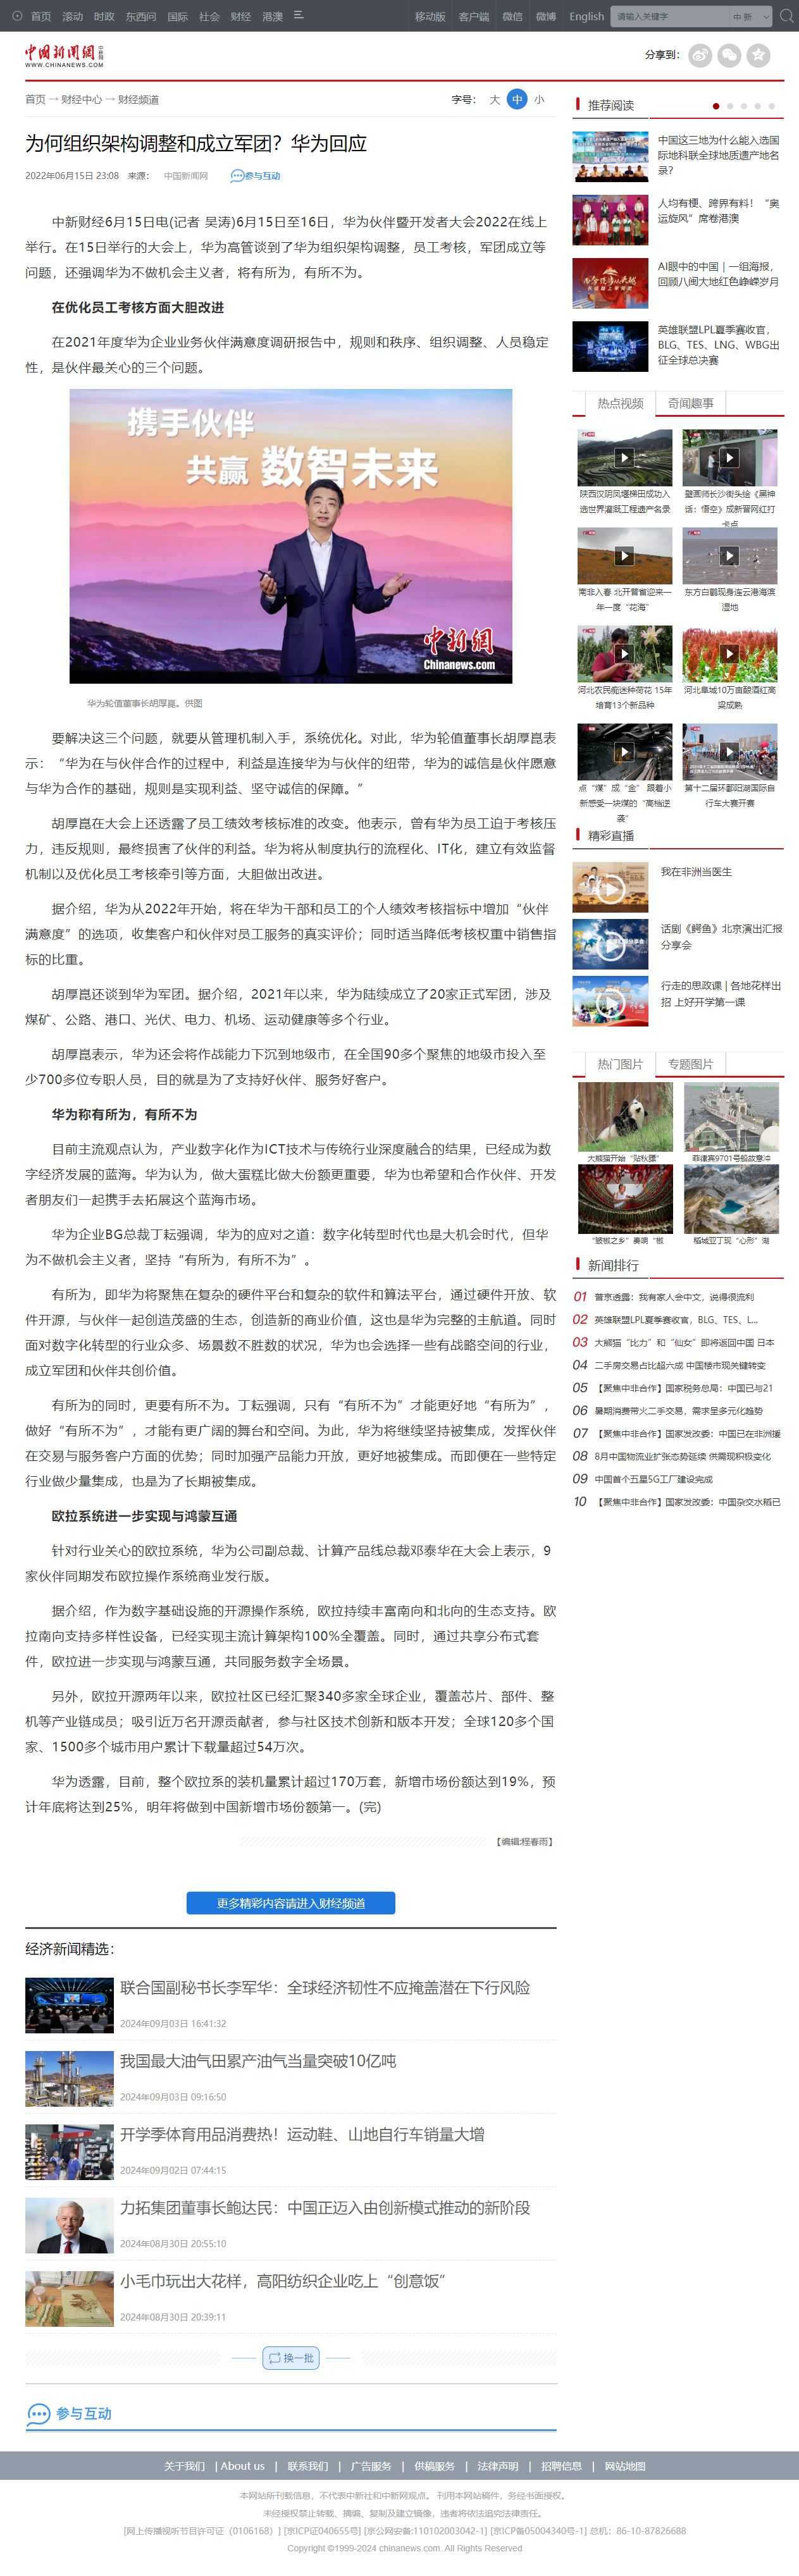 首页 滚动 时政 东西问 国际 社会 财经 港澳 移动版 客户端 微信 微博 English 请输入关键字 中新
中国新闻網
WWW.CHINANEWS.COM
分享到：
首页 → 财经中心 → 财经频道
字号： 大 中 小
为何组织架构调整和成立军团？华为回应
2022年06月15日 23:08 来源： 中国新闻网 参与互动
中新财经6月15日电(记者 吴涛)6月15日至16日，华为伙伴暨开发者大会2022在线上
举行。在15日举行的大会上，华为高管谈到了华为组织架构调整，员工考核，军团成立等
问题，还强调华为不做机会主义者，将有所为，有所不为。
在优化员工考核方面大胆改进
在2021年度华为企业业务伙伴满意度调研报告中，规则和秩序、组织调整、人员稳定
性，是伙伴最关心的三个问题。
携手伙伴
共赢 数智未来
中新網
Chinanews.com
华为轮值董事长胡厚崑。供图
要解决这三个问题，就要从管理机制入手，系统优化。对此，华为轮值董事长胡厚崑表
示：“华为在与伙伴合作的过程中，利益是连接华为与伙伴的纽带，华为的诚信是伙伴愿意
与华为合作的基础，规则是实现利益、坚守诚信的保障。”
胡厚崑在大会上还透露了员工绩效考核标准的改变。他表示，曾有华为员工迫于考核压
力，违反规则，最终损害了伙伴的利益。华为将从制度执行的流程化、IT化，建立有效监督
机制以及优化员工考核牵引等方面，大胆做出改进。
据介绍，华为从2022年开始，将在华为干部和员工的个人绩效考核指标中增加“伙伴
满意度”的选项，收集客户和伙伴对员工服务的真实评价；同时适当降低考核权重中销售指
标的比重。
胡厚崑还谈到华为军团。据介绍，2021年以来，华为陆续成立了20家正式军团，涉及
煤矿、公路、港口、光伏、电力、机场、运动健康等多个行业。
胡厚崑表示，华为还会将作战能力下沉到地级市，在全国90多个聚焦的地级市投入至
少700多位专职人员，目的就是为了支持好伙伴、服务好客户。
华为称有所为，有所不为
目前主流观点认为，产业数字化作为ICT技术与传统行业深度融合的结果，已经成为数
字经济发展的蓝海。华为认为，做大蛋糕比做大份额更重要，华为也希望和合作伙伴、开发
者朋友们一起携手去拓展这个蓝海市场。
华为企业BG总裁丁耘强调，华为的应对之道：数字化转型时代也是大机会时代，但华
为不做机会主义者，坚持“有所为，有所不为”。
有所为，即华为将聚焦在复杂的硬件平台和复杂的软件和算法平台，通过硬件开放、软
件开源，与伙伴一起创造茂盛的生态，创造新的商业价值，这也是华为完整的主航道。同时
面对数字化转型的行业众多、场景数不胜数的状况，华为也会选择一些有战略空间的行业，
成立军团和伙伴共创价值。
有所为的同时，更要有所不为。丁耘强调，只有“有所不为”才能更好地“有所为”，
做好“有所不为”，才能有更广阔的舞台和空间。为此，华为将继续坚持被集成，发挥伙伴
在交易与服务客户方面的优势；同时加强产品能力开放，更好地被集成。而即便在一些特定
行业做少量集成，也是为了长期被集成。
欧拉系统进一步实现与鸿蒙互通
针对行业关心的欧拉系统，华为公司副总裁、计算产品线总裁邓泰华在大会上表示，9
家伙伴同期发布欧拉操作系统商业发行版。
据介绍，作为数字基础设施的开源操作系统，欧拉持续丰富南向和北向的生态支持。欧
拉南向支持多样性设备，已经实现主流计算架构100%全覆盖。同时，通过共享分布式套
件，欧拉进一步实现与鸿蒙互通，共同服务数字全场景。
另外，欧拉开源两年以来，欧拉社区已经汇聚340多家全球企业，覆盖芯片、部件、整
机等产业链成员；吸引近万名开源贡献者，参与社区技术创新和版本开发；全球120多个国
家、1500多个城市用户累计下载量超过54万次。
华为透露，目前，整个欧拉系的装机量累计超过170万套，新增市场份额达到19%，预
计年底将达到25%，明年将做到中国新增市场份额第一。(完)
【编辑:程春雨】
更多精彩内容请进入财经频道
经济新闻精选：
联合国副秘书长李军华：全球经济韧性不应掩盖潜在下行风险
2024年09月03日 16:41:32
我国最大油气田累产油气当量突破10亿吨
2024年09月03日 09:16:50
开学季体育用品消费热！运动鞋、山地自行车销量大增
2024年09月02日 07:44:15
力拓集团董事长鲍达民：中国正迈入由创新模式推动的新阶段
2024年08月30日 20:55:10
小毛巾玩出大花样，高阳纺织企业吃上“创意饭”
2024年08月30日 20:39:11
换一批
参与互动
推荐阅读
中国这三地为什么能入选国
际地科联全球地质遗产地名
录？
人均有梗、跨界有料！“奥
运旋风”席卷港澳
AI眼中的中国｜一组海报，
回顾八闽大地红色峥嵘岁月
英雄联盟LPL夏季赛收官，
BLG、TES、LNG、WBG出
征全球总决赛
热点视频 奇闻趣事
陕西汉阴凤堰梯田成功入
选世界灌溉工程遗产名录
壁画师长沙街头绘《黑神
话：悟空》成新晋网红打
卡点
南非入春 北开普省迎来一
年一度“花海”
东方白鹳现身连云港海滨
湿地
河北农民痴迷种荷花 15年
培育13个新品种
河北阜城10万亩酿酒红高
粱成熟
点“煤”成“金” 跟着小
新感受一块煤的“高档逆
袭”
第十二届环鄱阳湖国际自
行车大赛开赛
精彩直播
我在非洲当医生
话剧《鳄鱼》北京演出汇报
分享会
行走的思政课 | 各地花样出
招 上好开学第一课
热门图片 专题图片
大熊猫开始“贴秋膘”
菲律宾9701号船故意冲
“皱椒之乡”奏响“椒
稻城亚丁现“心形”湖
新闻排行
01 普京透露：我有家人会中文，说得很流利
02 英雄联盟LPL夏季赛收官，BLG、TES、L...
03 大熊猫“比力”和“仙女”即将返回中国 日本
04 二手房交易占比超六成 中国楼市现关键转变
05 【聚焦中非合作】国家税务总局：中国已与21
06 暑期消费带火二手交易，需求呈多元化趋势
07 【聚焦中非合作】国家发改委：中国已在非洲援
08 8月中国物流业扩张态势延续 供需现积极变化
09 中国首个五星5G工厂建设完成
10 【聚焦中非合作】国家发改委：中国杂交水稻已
关于我们 | About us | 联系我们 | 广告服务 | 供稿服务 | 法律声明 | 招聘信息 | 网站地图
本网站所刊载信息，不代表中新社和中新网观点。 刊用本网站稿件，务经书面授权。
未经授权禁止转载、摘编、复制及建立镜像，违者将依法追究法律责任。
[网上传播视听节目许可证（0106168）] [京ICP证040655号] [京公网安备:110102003042-1] [京ICP备05004340号-1] 总机：86-10-87826688
Copyright ©1999-2024 chinanews.com. All Rights Reserved